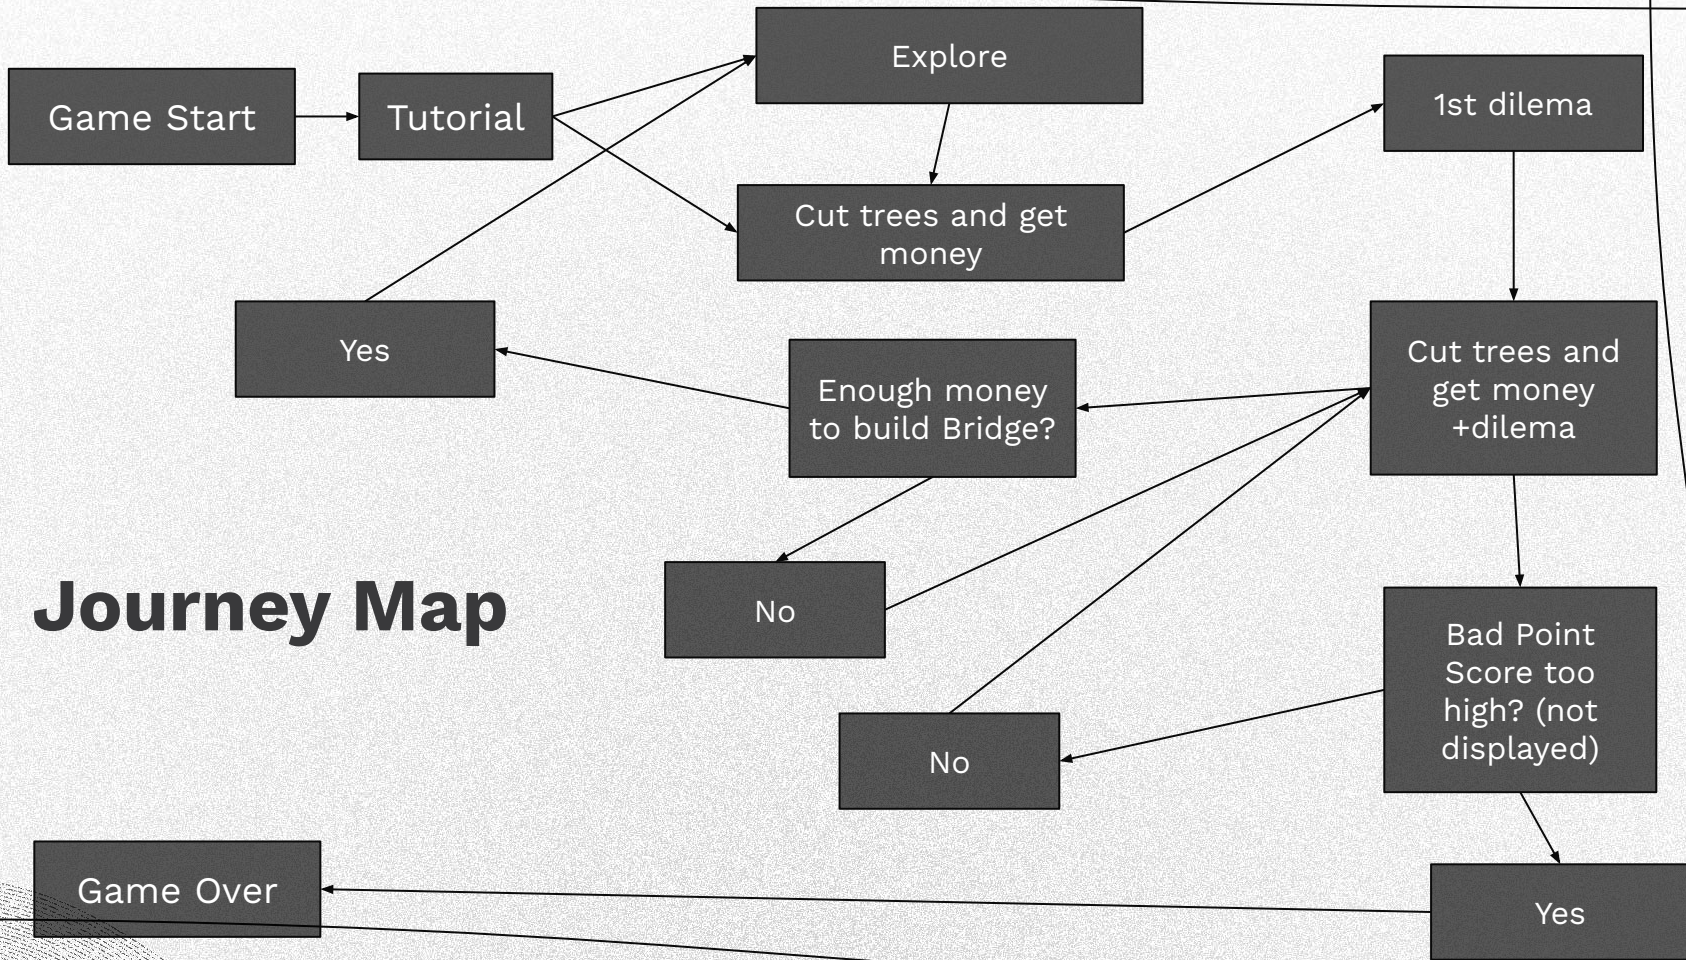 Game Start
Tutorial
Explore
1st dilema
Cut trees and get
money
Yes
Enough money
to build Bridge?
Cut trees and
get money
+dilema
Journey Map
No
Bad Point
Score too
high? (not
displayed)
No
Game Over
Yes